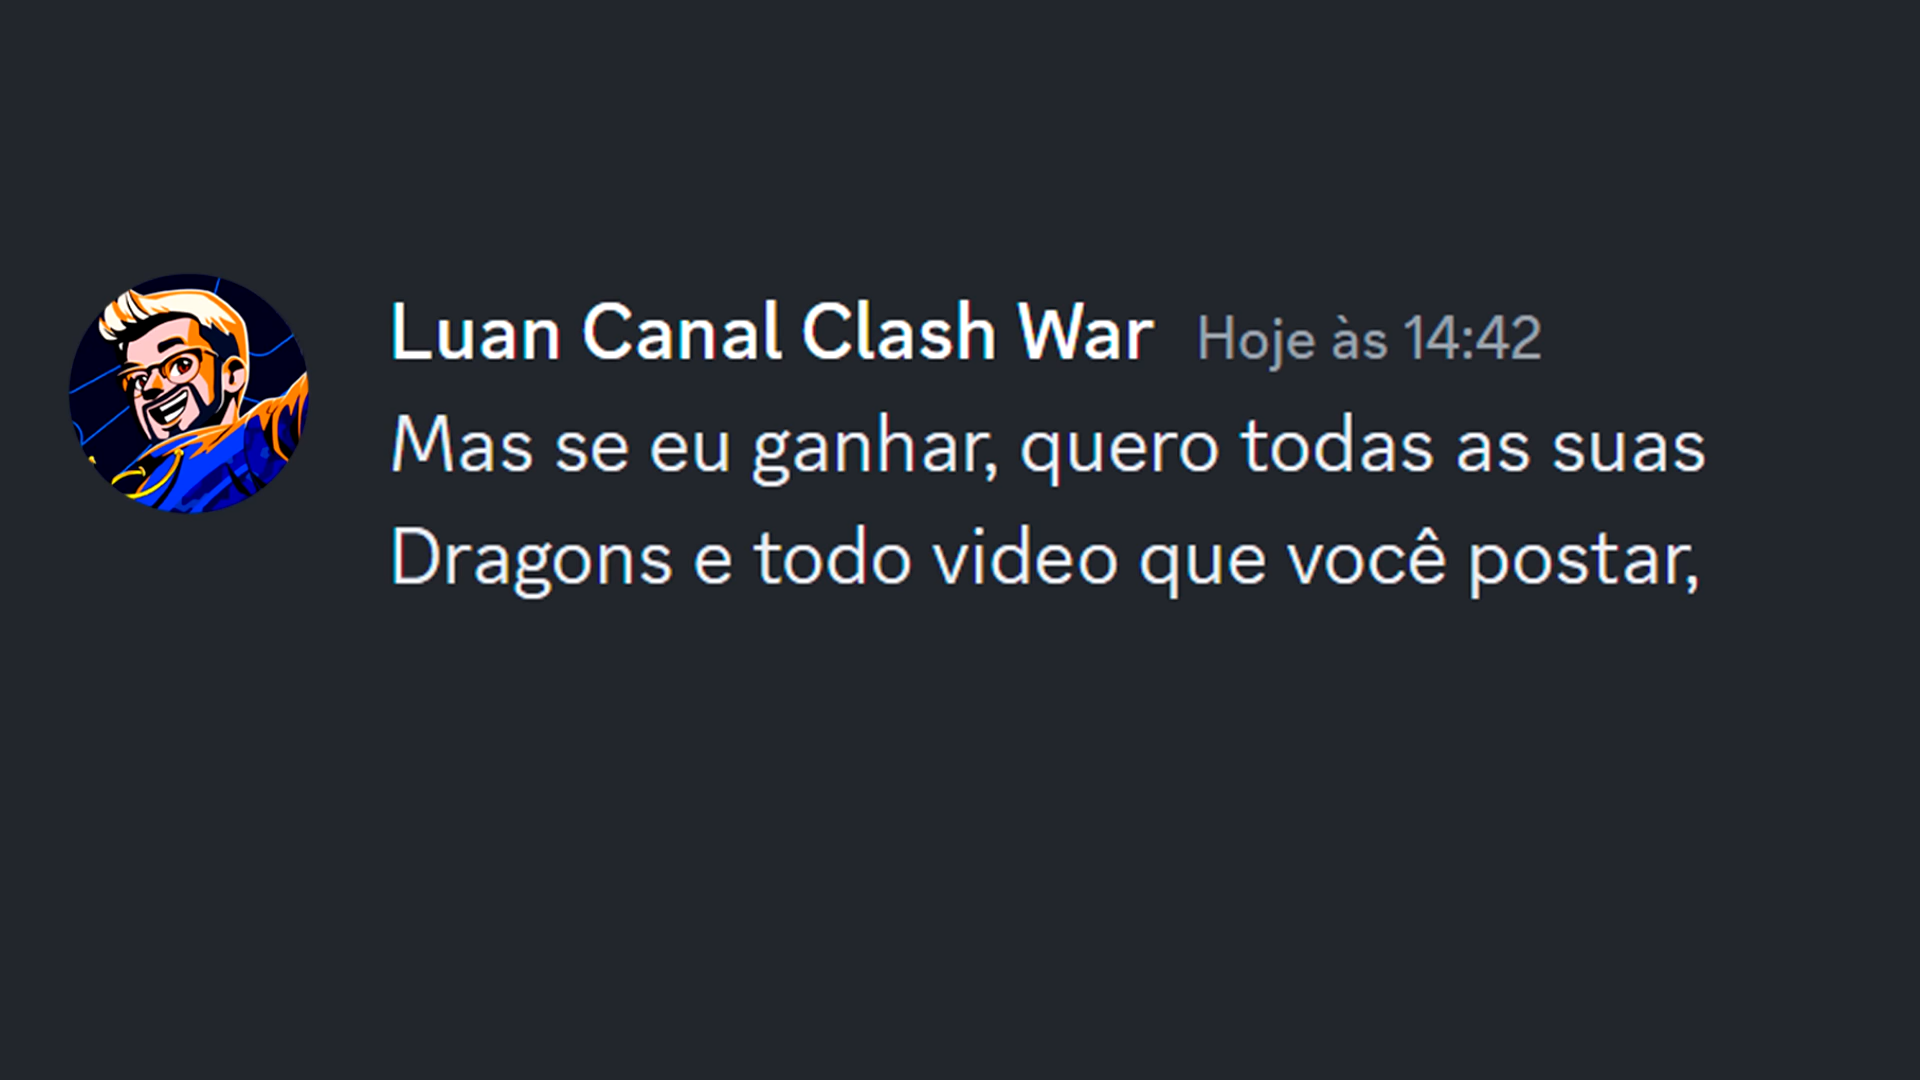 Luan Canal Clash War Hoje às 14:42
Mas se eu ganhar, quero todas as suas
Dragons e todo video que você postar,